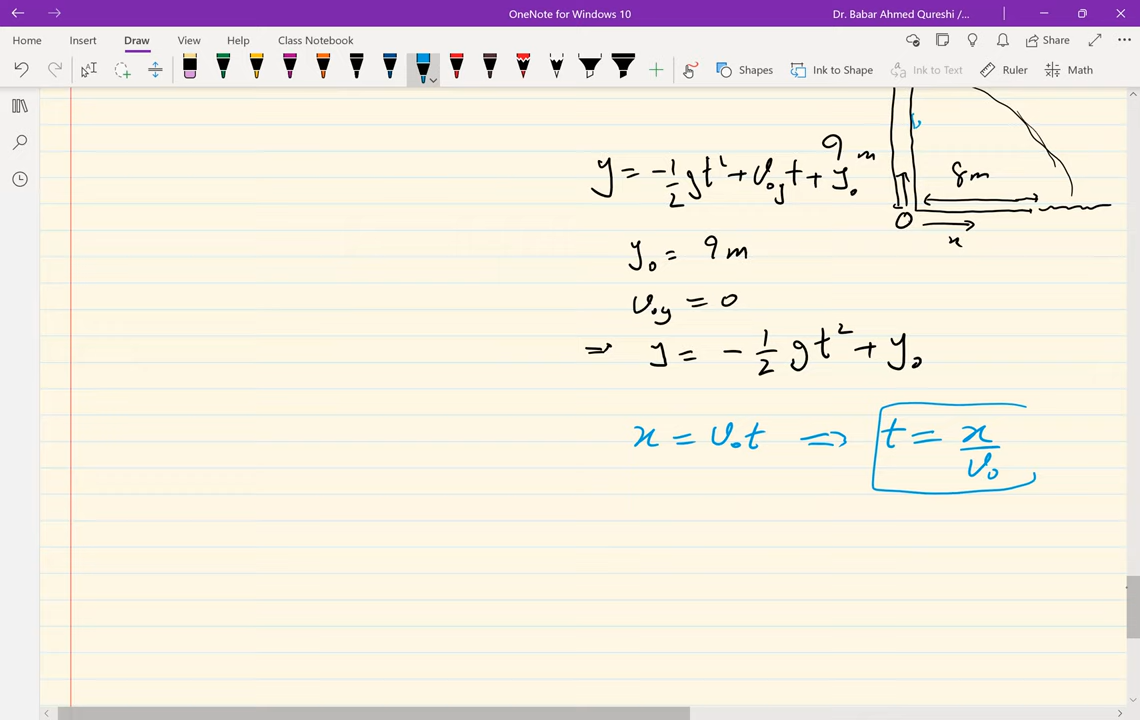 OneNote for Windows 10
Dr. Babar Ahmed Qureshi /...
Home Insert Draw View Help Class Notebook
Share
Shapes Ink to Shape Ink to Text Ruler Math
9 m
y = -1/2 gt² + v₀y t + y₀
8m
O
x
y₀ = 9 m
v₀y = 0
⇒ y = - 1/2 gt² + y₀
x = v₀t ⇒ t = x/v₀